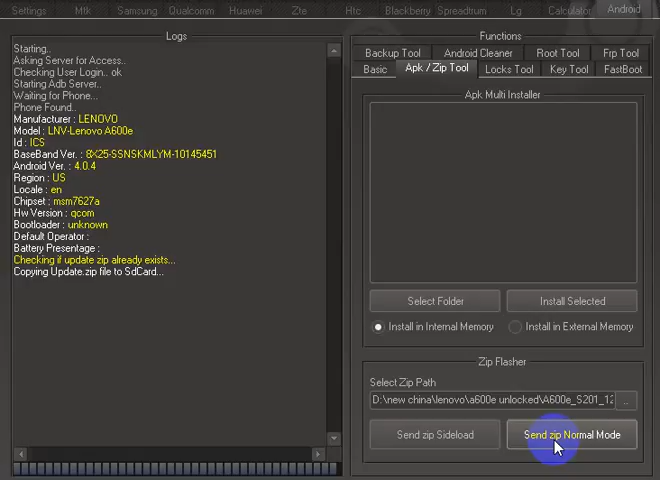 Settings Mtk Samsung Qualcomm Huawei Zte Htc Blackberry Spreadtrum Lg Calculator Android
Logs
Starting..
Asking Server for Access..
Checking User Login.. ok
Starting Adb Server..
Waiting for Phone...
Phone Found..
Manufacturer : LENOVO
Model : LNV-Lenovo A600e
Id : ICS
BaseBand Ver. : 8X25-SSNSKMLYM-10145451
Android Ver. : 4.0.4
Region : US
Locale : en
Chipset : msm7627a
Hw Version : qcom
Bootloader : unknown
Default Operator :
Battery Presentage :
Checking if update zip already exists...
Copying Update.zip file to SdCard...
Functions
Backup Tool Android Cleaner Root Tool Frp Tool
Basic Apk / Zip Tool Locks Tool Key Tool FastBoot
Apk Multi Installer
Select Folder Install Selected
Install in Internal Memory Install in External Memory
Zip Flasher
Select Zip Path
D:\new china\lenovo\a600e unlocked\A600e_S201_12 ..
Send zip Sideload Send zip Normal Mode